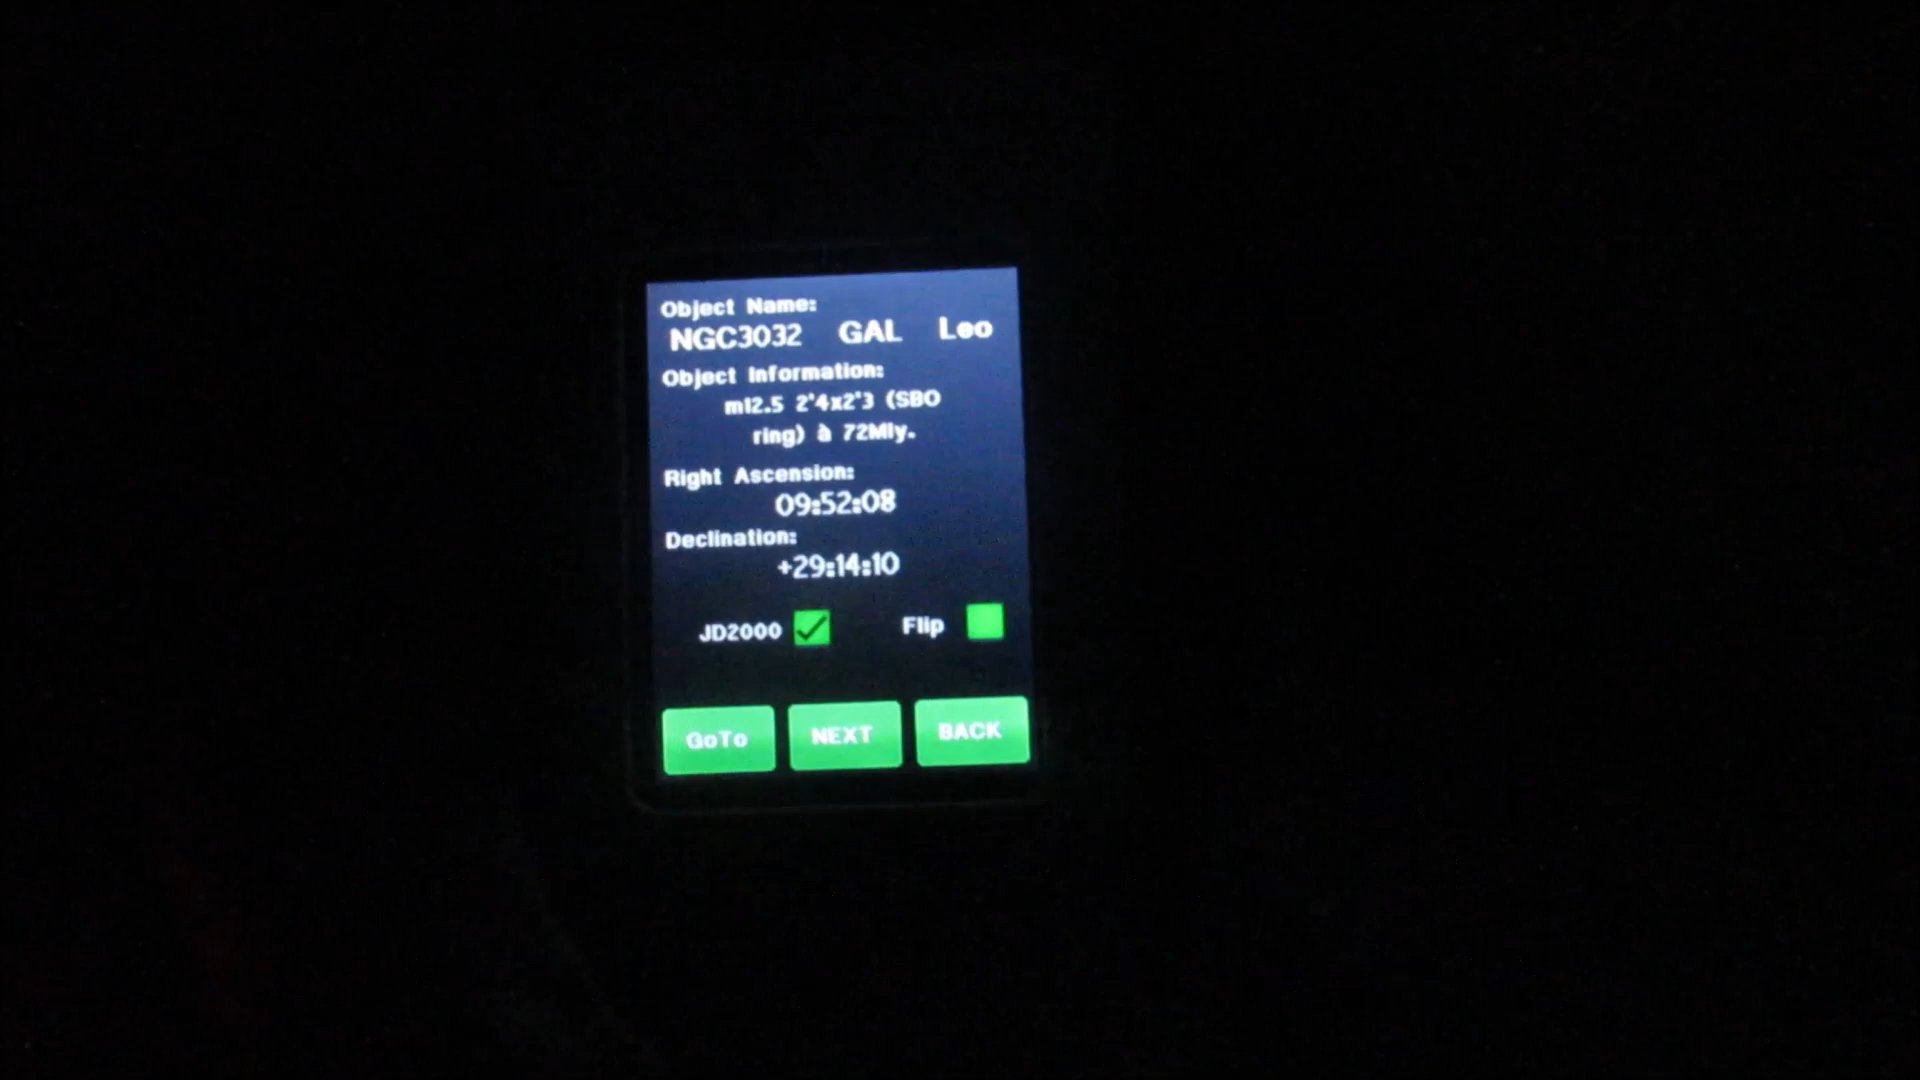 Object Name:
NGC3032 GAL Leo
Object Information:
m12.5 2'4x2'3 (SB0
ring) à 72Mly.
Right Ascension:
09:52:08
Declination:
+29:14:10
JD2000 Flip
GoTo NEXT BACK